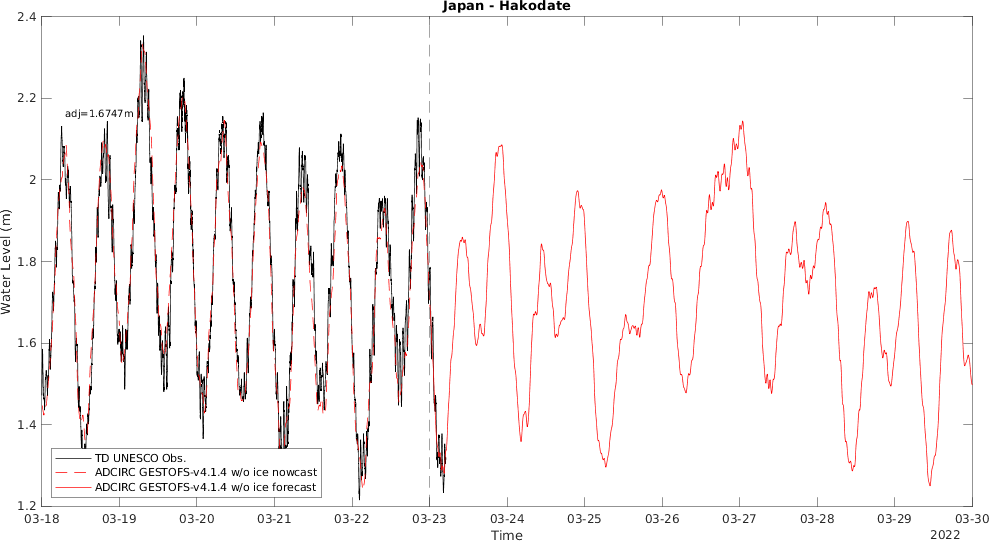 Japan - Hakodate
2.4
2.2
2
1.8
1.6
1.4
1.2
Water Level (m)
adj=1.6747m
TD UNESCO Obs.
ADCIRC GESTOFS-v4.1.4 w/o ice nowcast
ADCIRC GESTOFS-v4.1.4 w/o ice forecast
03-18 03-19 03-20 03-21 03-22 03-23 03-24 03-25 03-26 03-27 03-28 03-29 03-30
Time
2022